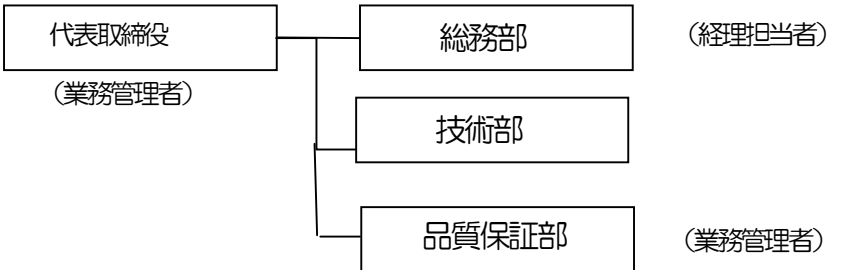 代表取締役
総務部
（経理担当者）
（業務管理者）
技術部
品質保証部
（業務管理者）